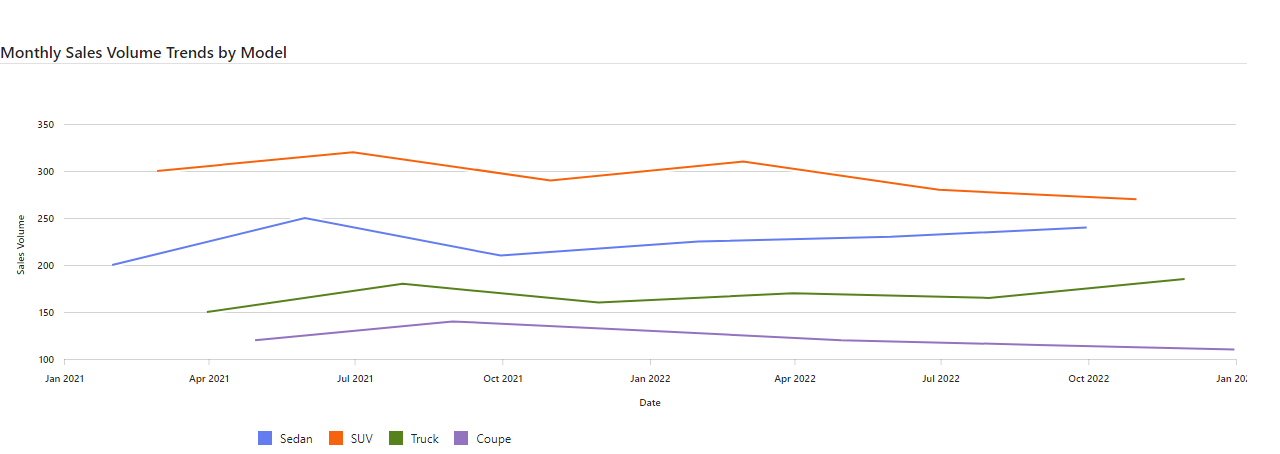 Monthly Sales Volume Trends by Model
350
300
250
200
150
100
Sales Volume
Jan 2021 Apr 2021 Jul 2021 Oct 2021 Jan 2022 Apr 2022 Jul 2022 Oct 2022 Jan
Date
Sedan SUV Truck Coupe